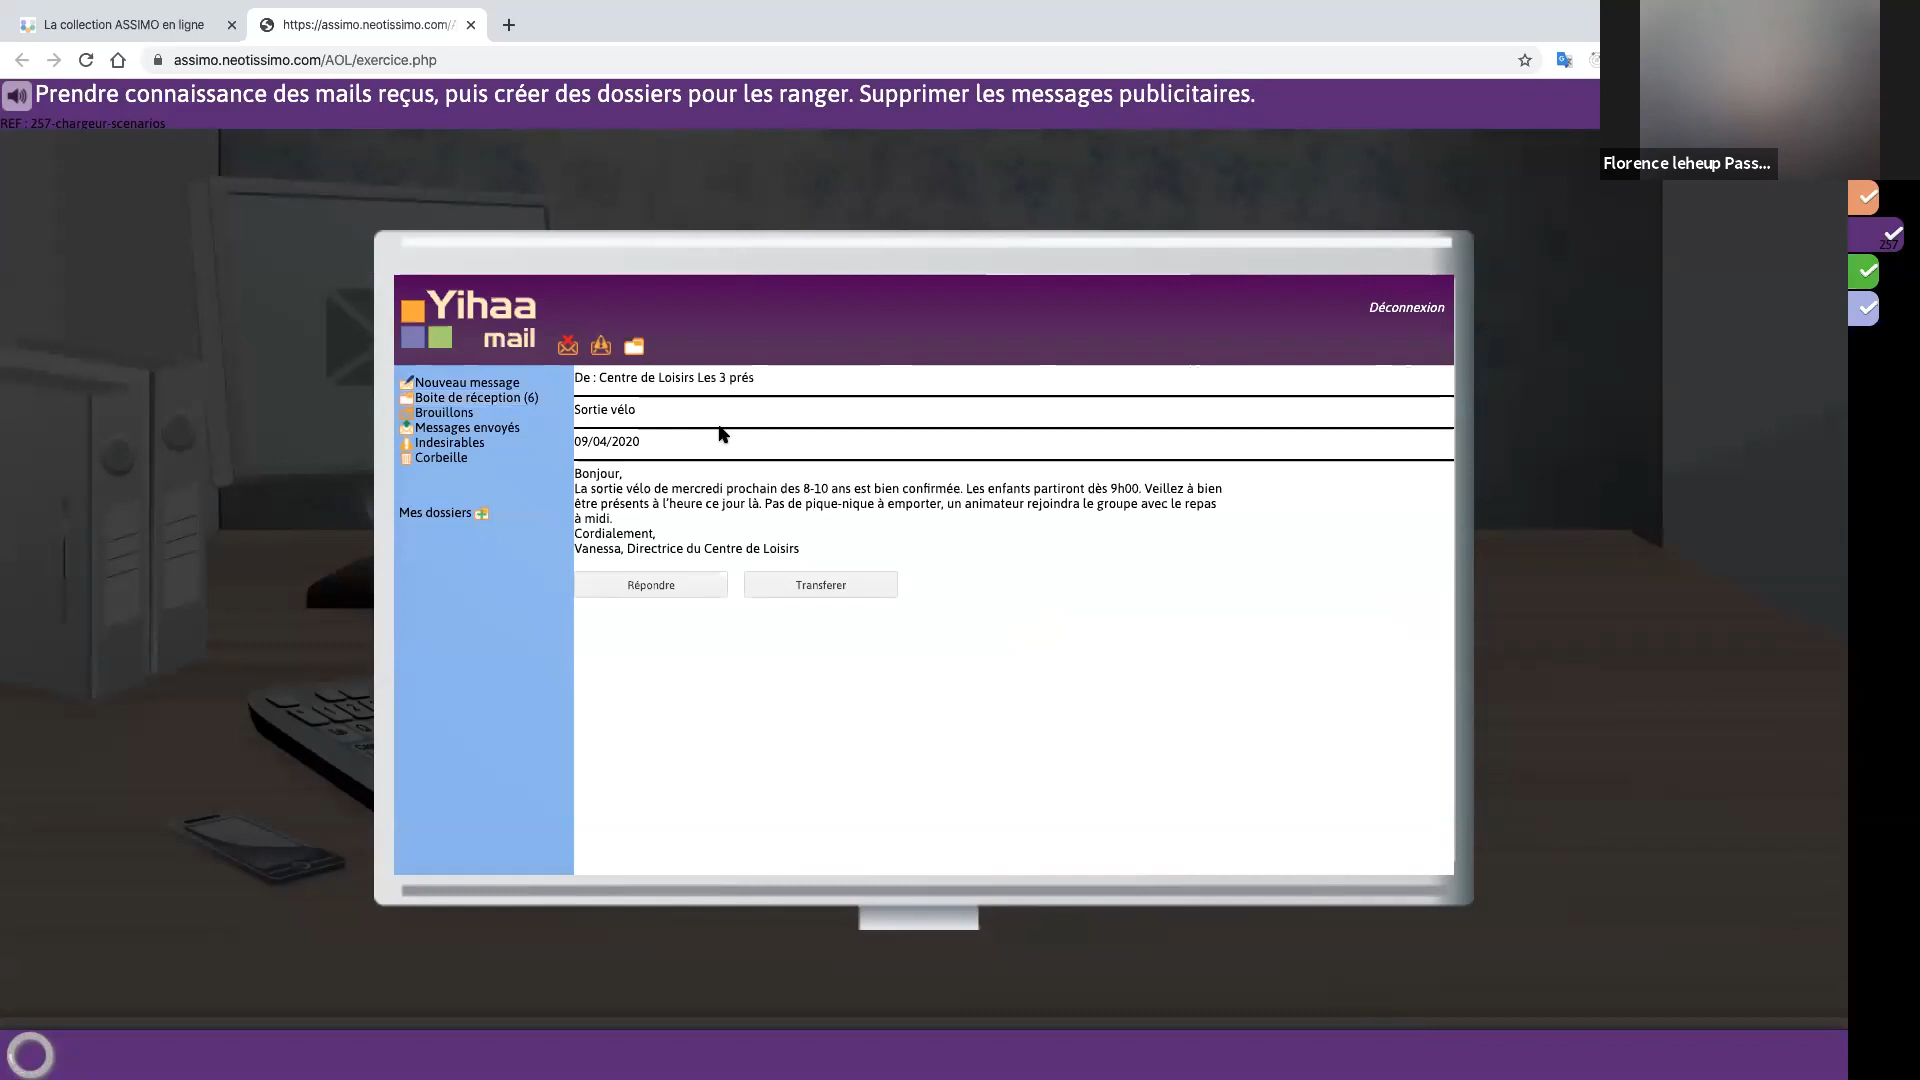 La collection ASSIMO en ligne
https://assimo.neotissimo.com/
assimo.neotissimo.com/AOL/exercice.php
Prendre connaissance des mails reçus, puis créer des dossiers pour les ranger. Supprimer les messages publicitaires.
REF : 257-chargeur-scenarios
Florence leheup Pass...
257
Yihaa
mail
Déconnexion
Nouveau message
Boite de réception (6)
Brouillons
Messages envoyés
Indesirables
Corbeille
Mes dossiers
De : Centre de Loisirs Les 3 prés
Sortie vélo
09/04/2020
Bonjour,
La sortie vélo de mercredi prochain des 8-10 ans est bien confirmée. Les enfants partiront dès 9h00. Veillez à bien
être présents à l'heure ce jour là. Pas de pique-nique à emporter, un animateur rejoindra le groupe avec le repas
à midi.
Cordialement,
Vanessa, Directrice du Centre de Loisirs
Répondre
Transferer